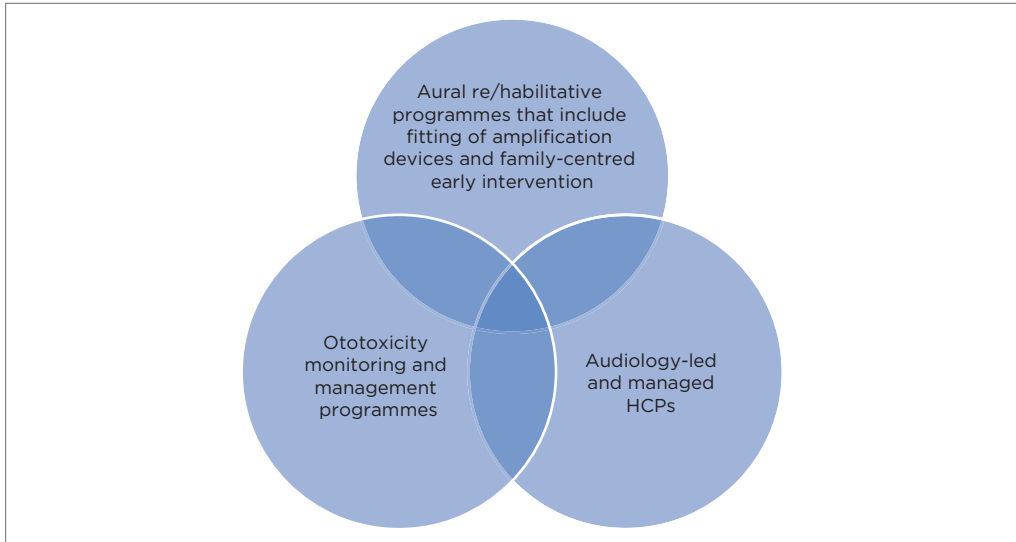 Aural re/habilitative
programmes that include
fitting of amplification
devices and family-centred
early intervention
Ototoxicity
monitoring and
management
programmes
Audiology-led
and managed
HCPs